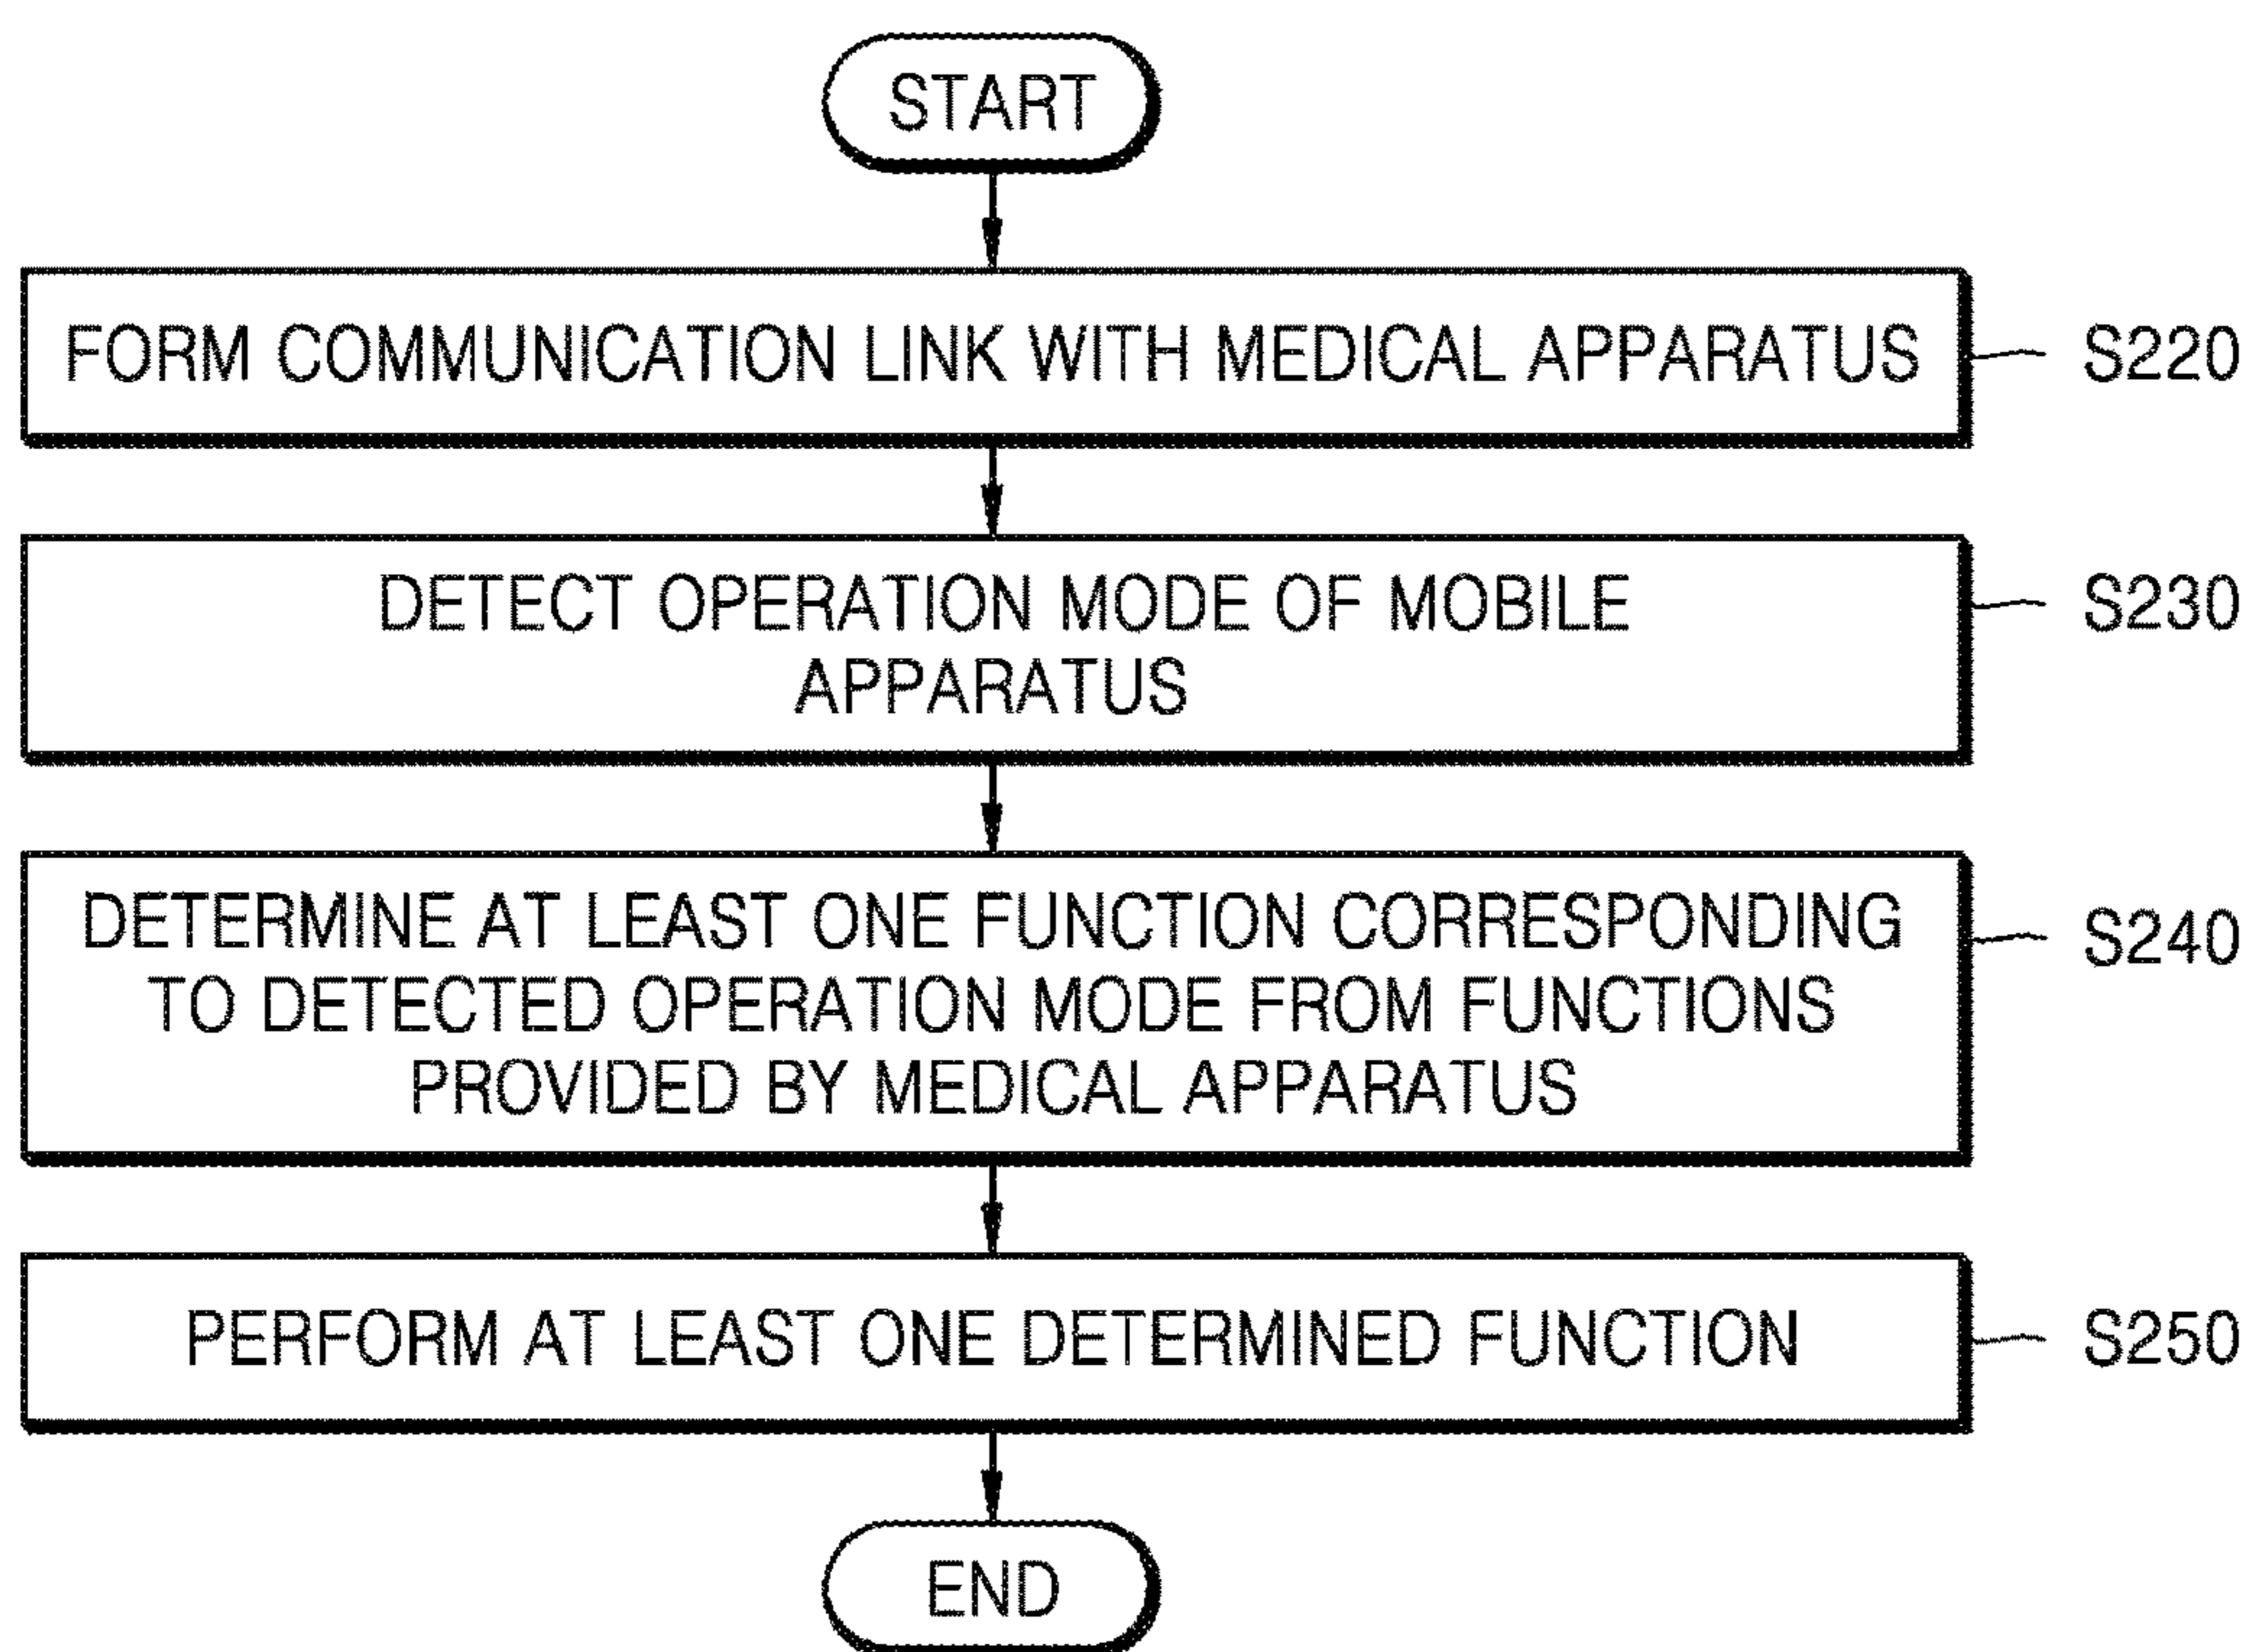 START
FORM COMMUNICATION LINK WITH MEDICAL APPARATUS
S220
DETECT OPERATION MODE OF MOBILE
APPARATUS
S230
DETERMINE AT LEAST ONE FUNCTION CORRESPONDING
TO DETECTED OPERATION MODE FROM FUNCTIONS
PROVIDED BY MEDICAL APPARATUS
S240
PERFORM AT LEAST ONE DETERMINED FUNCTION
S250
END